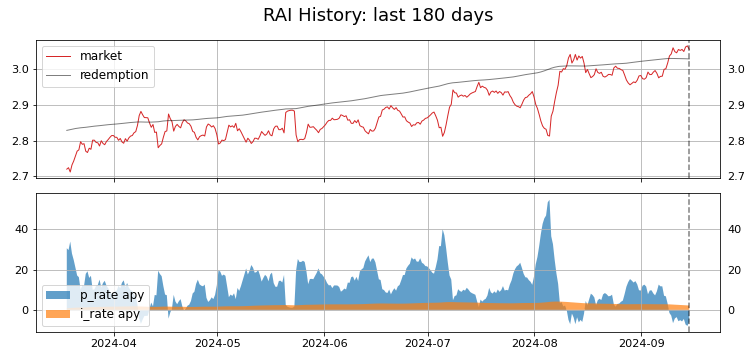 RAI History: last 180 days
market
redemption
3.0 3.0
2.9 2.9
2.8 2.8
2.7 2.7
40 40
20 20
p_rate apy
i_rate apy
0 0
2024-04 2024-05 2024-06 2024-07 2024-08 2024-09